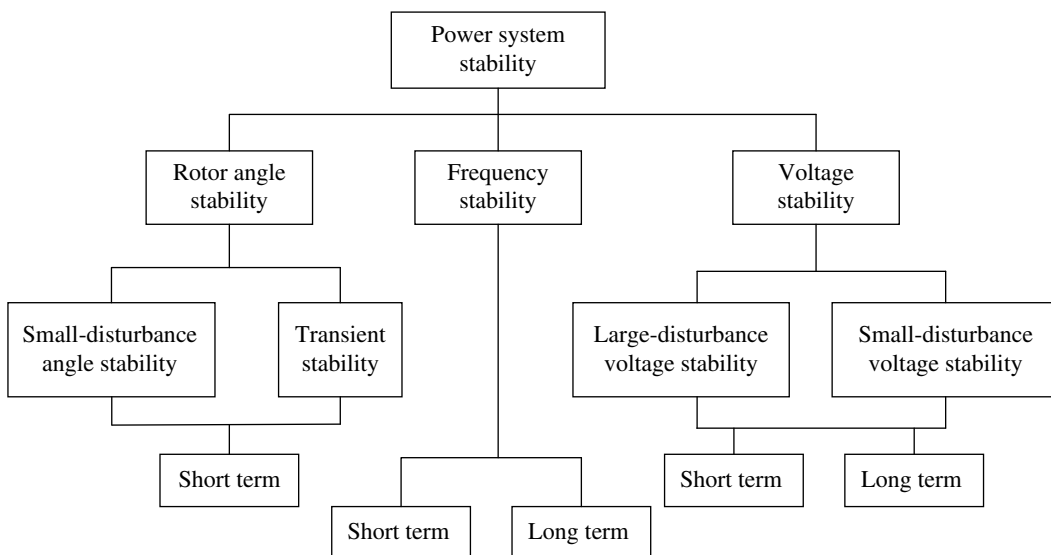 Power system
stability
Rotor angle
stability
Frequency
stability
Voltage
stability
Small-disturbance
angle stability
Transient
stability
Large-disturbance
voltage stability
Small-disturbance
voltage stability
Short term
Short term
Long term
Short term
Long term